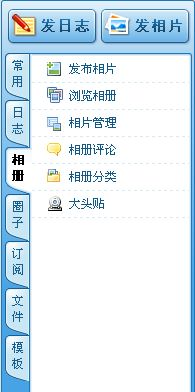 发日志 发相片
常用
日志
相册
圈子
订阅
文件
模板
发布相片
浏览相册
相片管理
相册评论
相册分类
大头贴